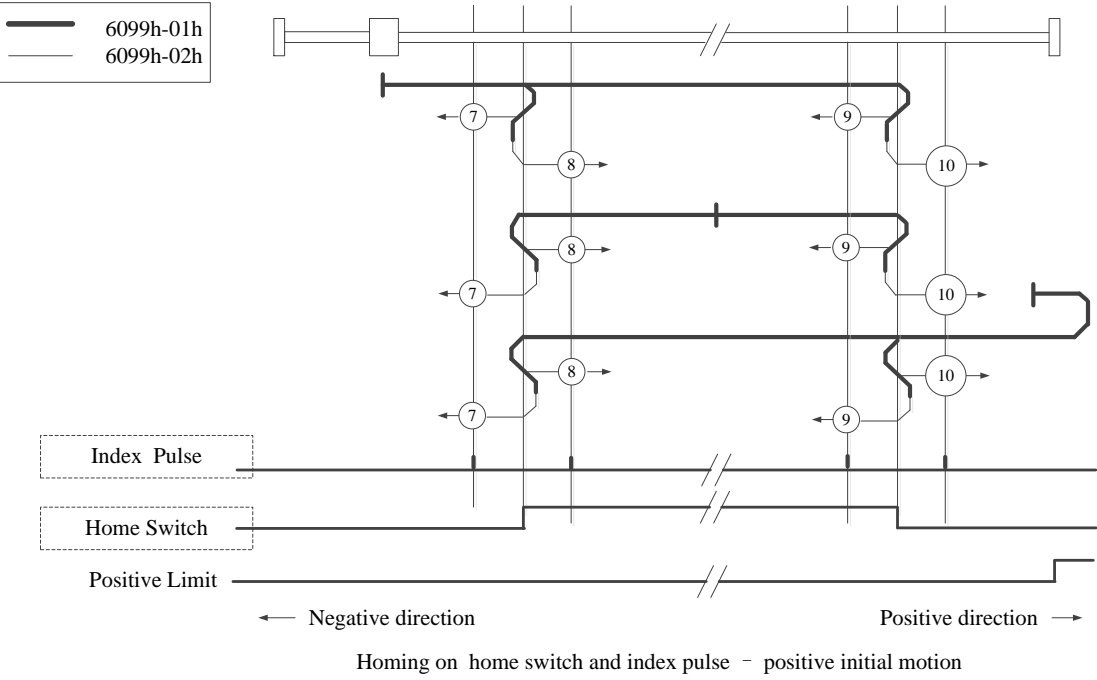 6099h-01h
6099h-02h
7
9
8
10
8
9
7
10
8
10
7
9
Index Pulse
Home Switch
Positive Limit
Negative direction
Positive direction
Homing on home switch and index pulse - positive initial motion